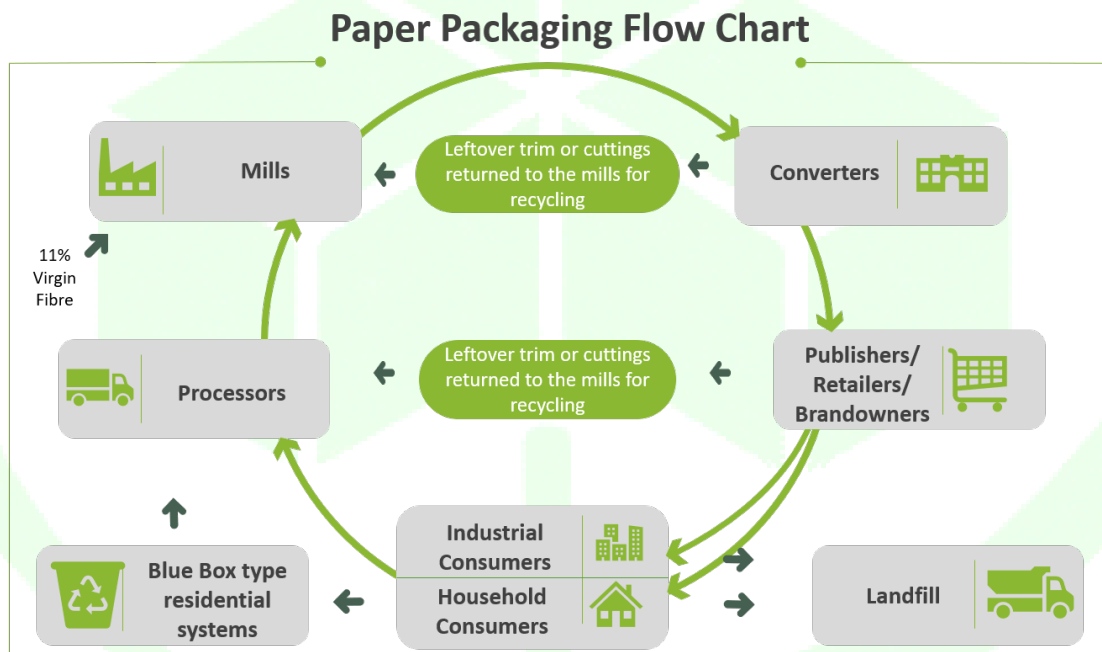 Paper Packaging Flow Chart
Mills
Leftover trim or cuttings
returned to the mills for
recycling
Converters
11%
Virgin
Fibre
Processors
Leftover trim or cuttings
returned to the mills for
recycling
Publishers/
Retailers/
Brandowners
Blue Box type
residential
systems
Industrial
Consumers
Household
Consumers
Landfill